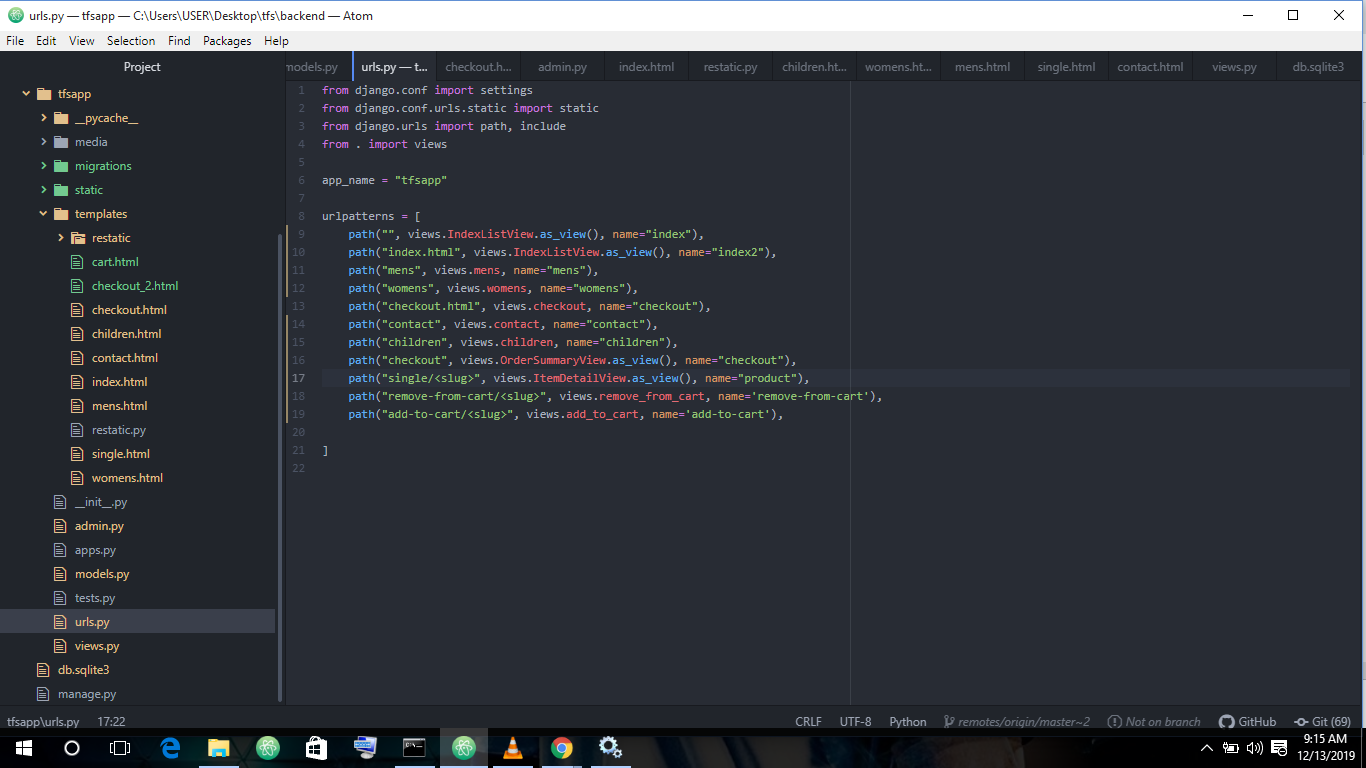 urls.py — tfsapp — C:\Users\USER\Desktop\tfs\backend — Atom
File Edit View Selection Find Packages Help
Project
models.py urls.py — t... checkout.h... admin.py index.html restatic.py children.ht... womens.ht... mens.html single.html contact.html views.py db.sqlite3
tfsapp
__pycache__
media
migrations
static
templates
restatic
cart.html
checkout_2.html
checkout.html
children.html
contact.html
index.html
mens.html
restatic.py
single.html
womens.html
__init__.py
admin.py
apps.py
models.py
tests.py
urls.py
views.py
db.sqlite3
manage.py
1 from django.conf import settings
2 from django.conf.urls.static import static
3 from django.urls import path, include
4 from . import views
5
6 app_name = "tfsapp"
7
8 urlpatterns = [
9 path("", views.IndexListView.as_view(), name="index"),
10 path("index.html", views.IndexListView.as_view(), name="index2"),
11 path("mens", views.mens, name="mens"),
12 path("womens", views.womens, name="womens"),
13 path("checkout.html", views.checkout, name="checkout"),
14 path("contact", views.contact, name="contact"),
15 path("children", views.children, name="children"),
16 path("checkout", views.OrderSummaryView.as_view(), name="checkout"),
17 path("single/<slug>", views.ItemDetailView.as_view(), name="product"),
18 path("remove-from-cart/<slug>", views.remove_from_cart, name='remove-from-cart'),
19 path("add-to-cart/<slug>", views.add_to_cart, name='add-to-cart'),
20
21 ]
22
tfsapp\urls.py 17:22 CRLF UTF-8 Python remotes/origin/master~2 Not on branch GitHub Git (69)
9:15 AM
12/13/2019